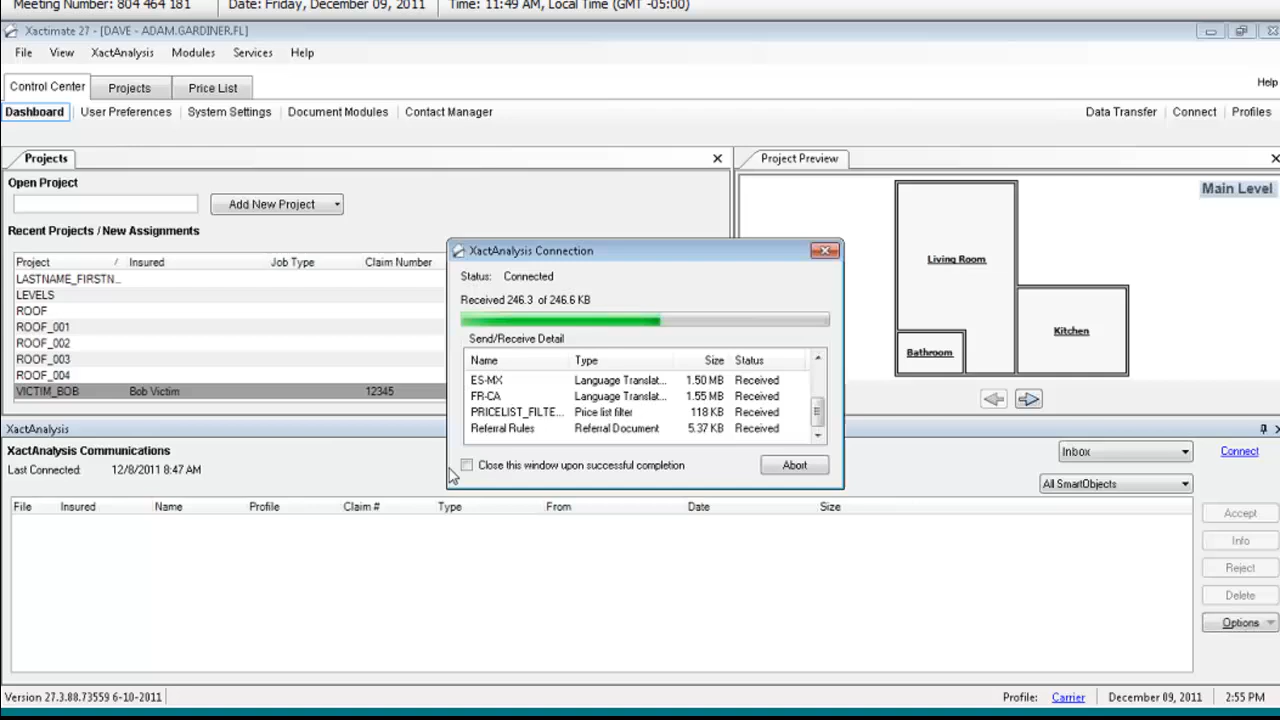 Meeting Number: 804 464 181 Date: Friday, December 09, 2011 Time: 11:49 AM, Local Time (GMT -05:00)
Xactimate 27 - [DAVE - ADAM.GARDINER.FL]
File View XactAnalysis Modules Services Help
Control Center Projects Price List Help
Dashboard User Preferences System Settings Document Modules Contact Manager Data Transfer Connect Profiles
Projects
Open Project
Add New Project
Recent Projects / New Assignments
Project Insured Job Type Claim Number
LASTNAME_FIRSTN...
LEVELS
ROOF
ROOF_001
ROOF_002
ROOF_003
ROOF_004
VICTIM_BOB Bob Victim 12345
Project Preview
Main Level
Living Room
Kitchen
Bathroom
XactAnalysis Connection
Status: Connected
Received 246.3 of 246.6 KB
Send/Receive Detail
Name Type Size Status
ES-MX Language Translat... 1.50 MB Received
FR-CA Language Translat... 1.55 MB Received
PRICELIST_FILTE... Price list filter 118 KB Received
Referral Rules Referral Document 5.37 KB Received
Close this window upon successful completion Abort
XactAnalysis
XactAnalysis Communications
Last Connected: 12/8/2011 8:47 AM
Inbox Connect
All SmartObjects
File Insured Name Profile Claim # Type From Date Size
Accept
Info
Reject
Delete
Options
Version 27.3.88.73559 6-10-2011 Profile: Carrier December 09, 2011 2:55 PM